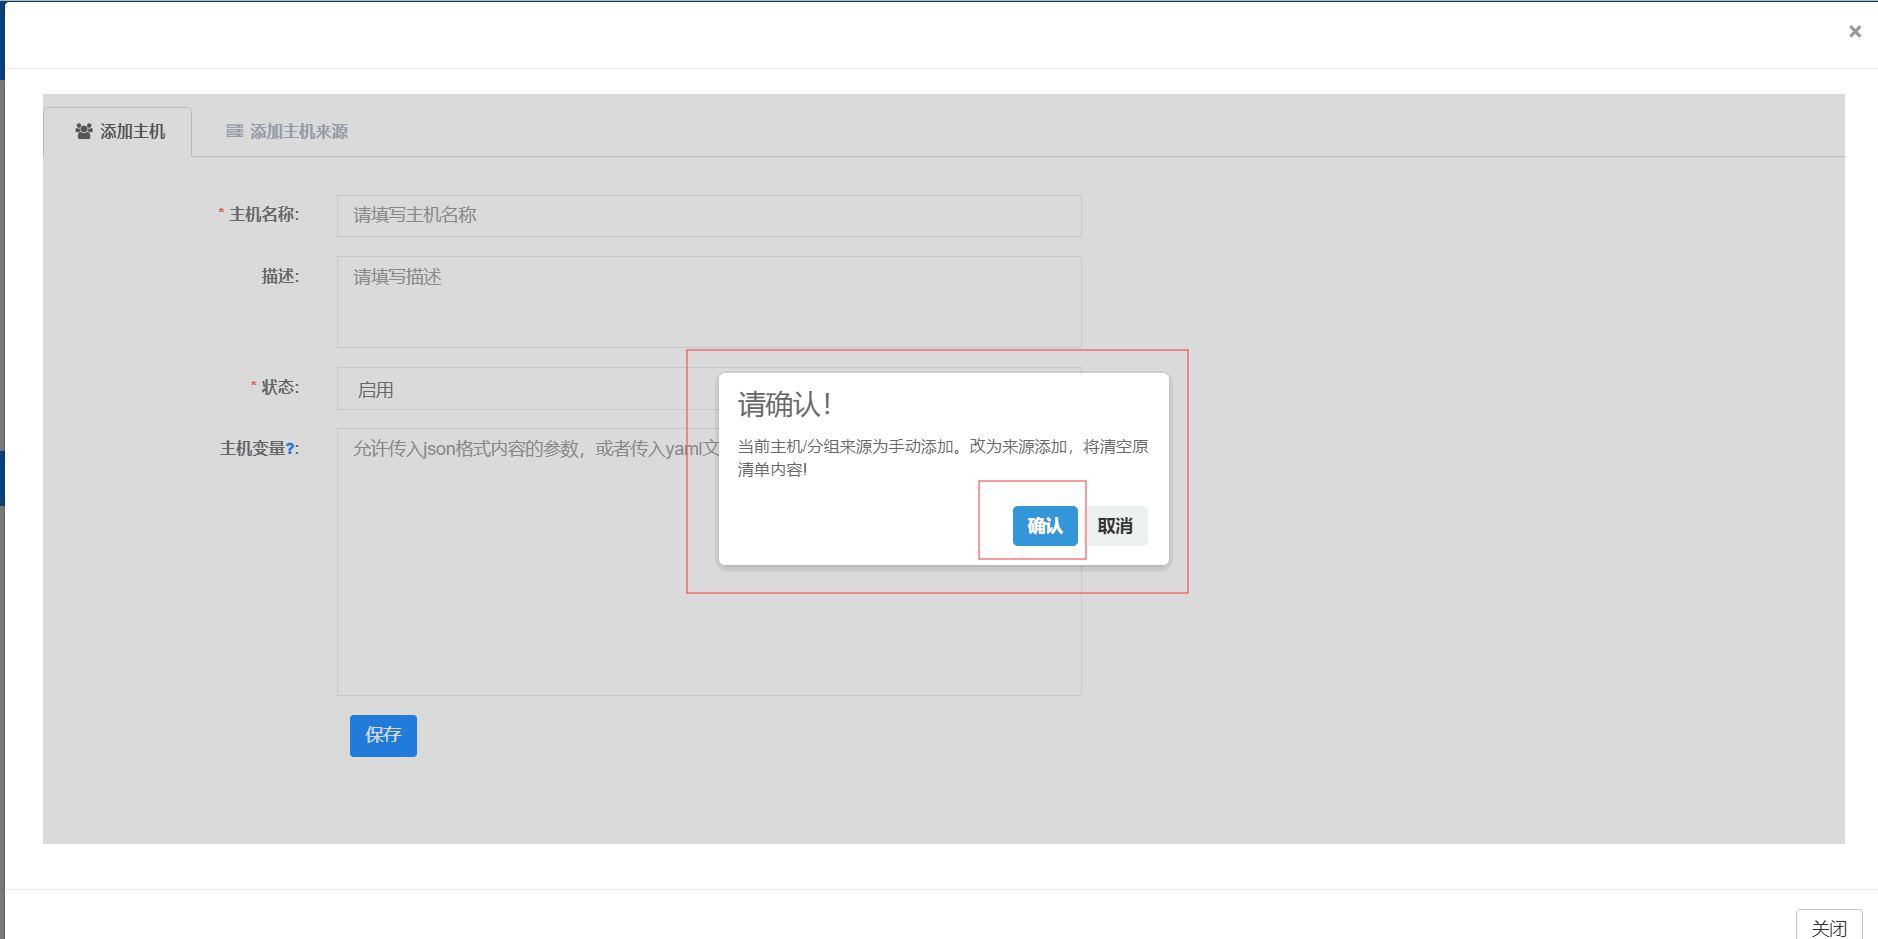 ×
添加主机
添加主机来源
* 主机名称:
请填写主机名称
描述:
请填写描述
* 状态:
启用
主机变量?:
允许传入json格式内容的参数，或者传入yaml文
请确认！
当前主机/分组来源为手动添加。改为来源添加，将清空原
清单内容!
确认
取消
保存
关闭